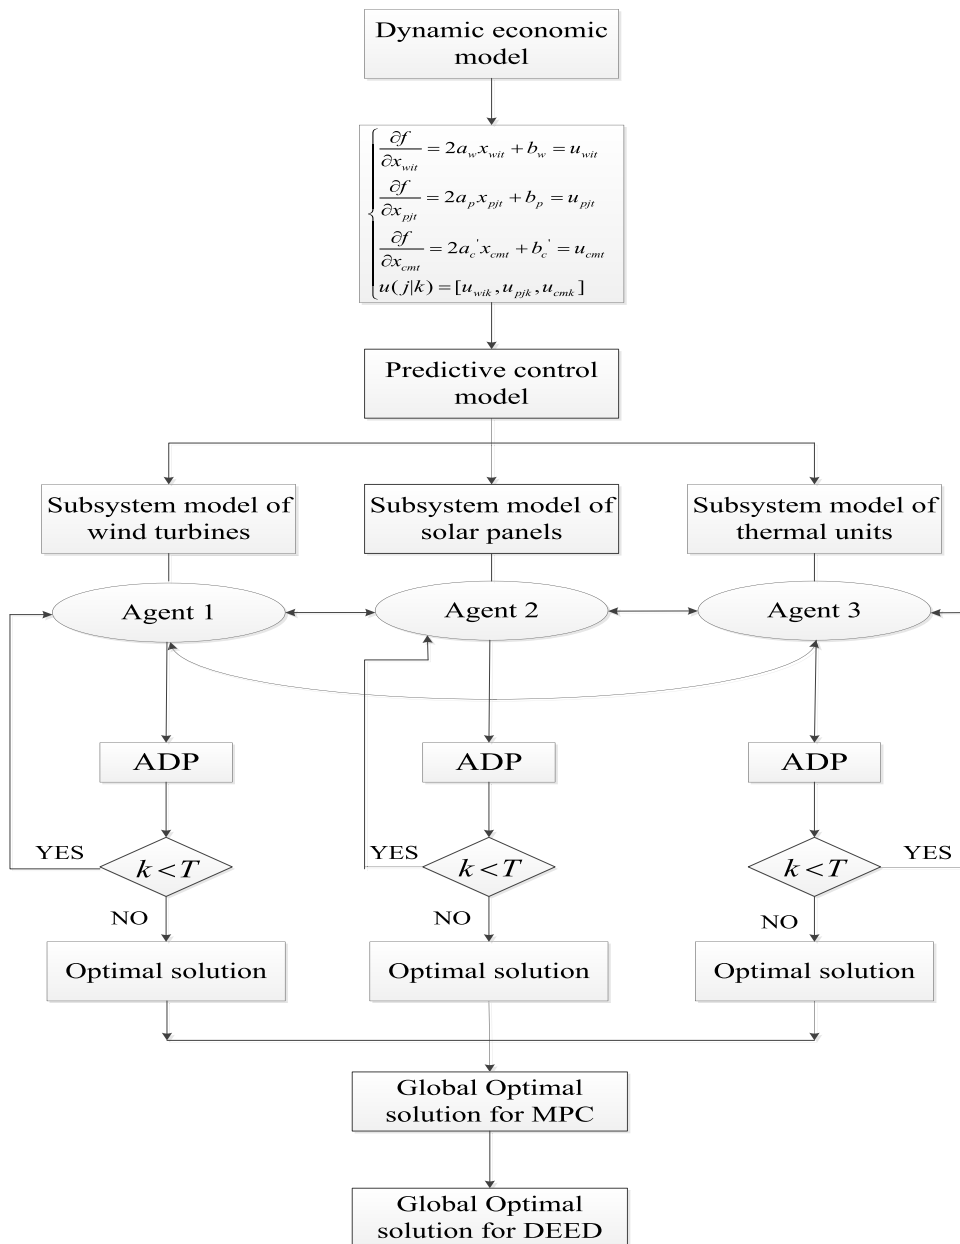 Dynamic economic
model
∂f/∂x_wit = 2a_w x_wit + b_w = u_wit
∂f/∂x_pjt = 2a_p x_pjt + b_p = u_pjt
∂f/∂x_cmt = 2a_c' x_cmt + b_c' = u_cmt
u(j|k) = [u_wik, u_pjk, u_cmk]
Predictive control
model
Subsystem model of
wind turbines
Subsystem model of
solar panels
Subsystem model of
thermal units
Agent 1
Agent 2
Agent 3
ADP
ADP
ADP
YES
k<T
YES
k<T
k<T
YES
NO
NO
NO
Optimal solution
Optimal solution
Optimal solution
Global Optimal
solution for MPC
Global Optimal
solution for DEED